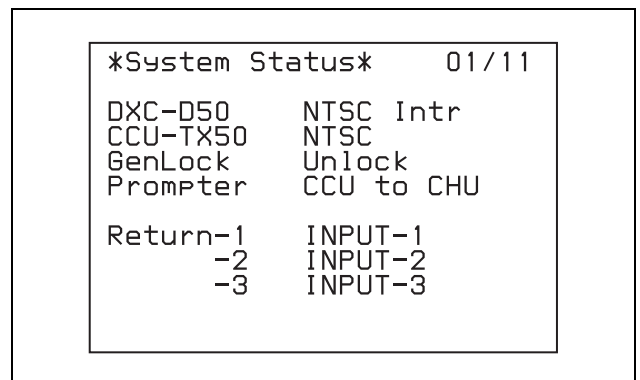 *System Status* 01/11
DXC-D50 NTSC Intr
CCU-TX50 NTSC
GenLock Unlock
Prompter CCU to CHU
Return-1 INPUT-1
-2 INPUT-2
-3 INPUT-3